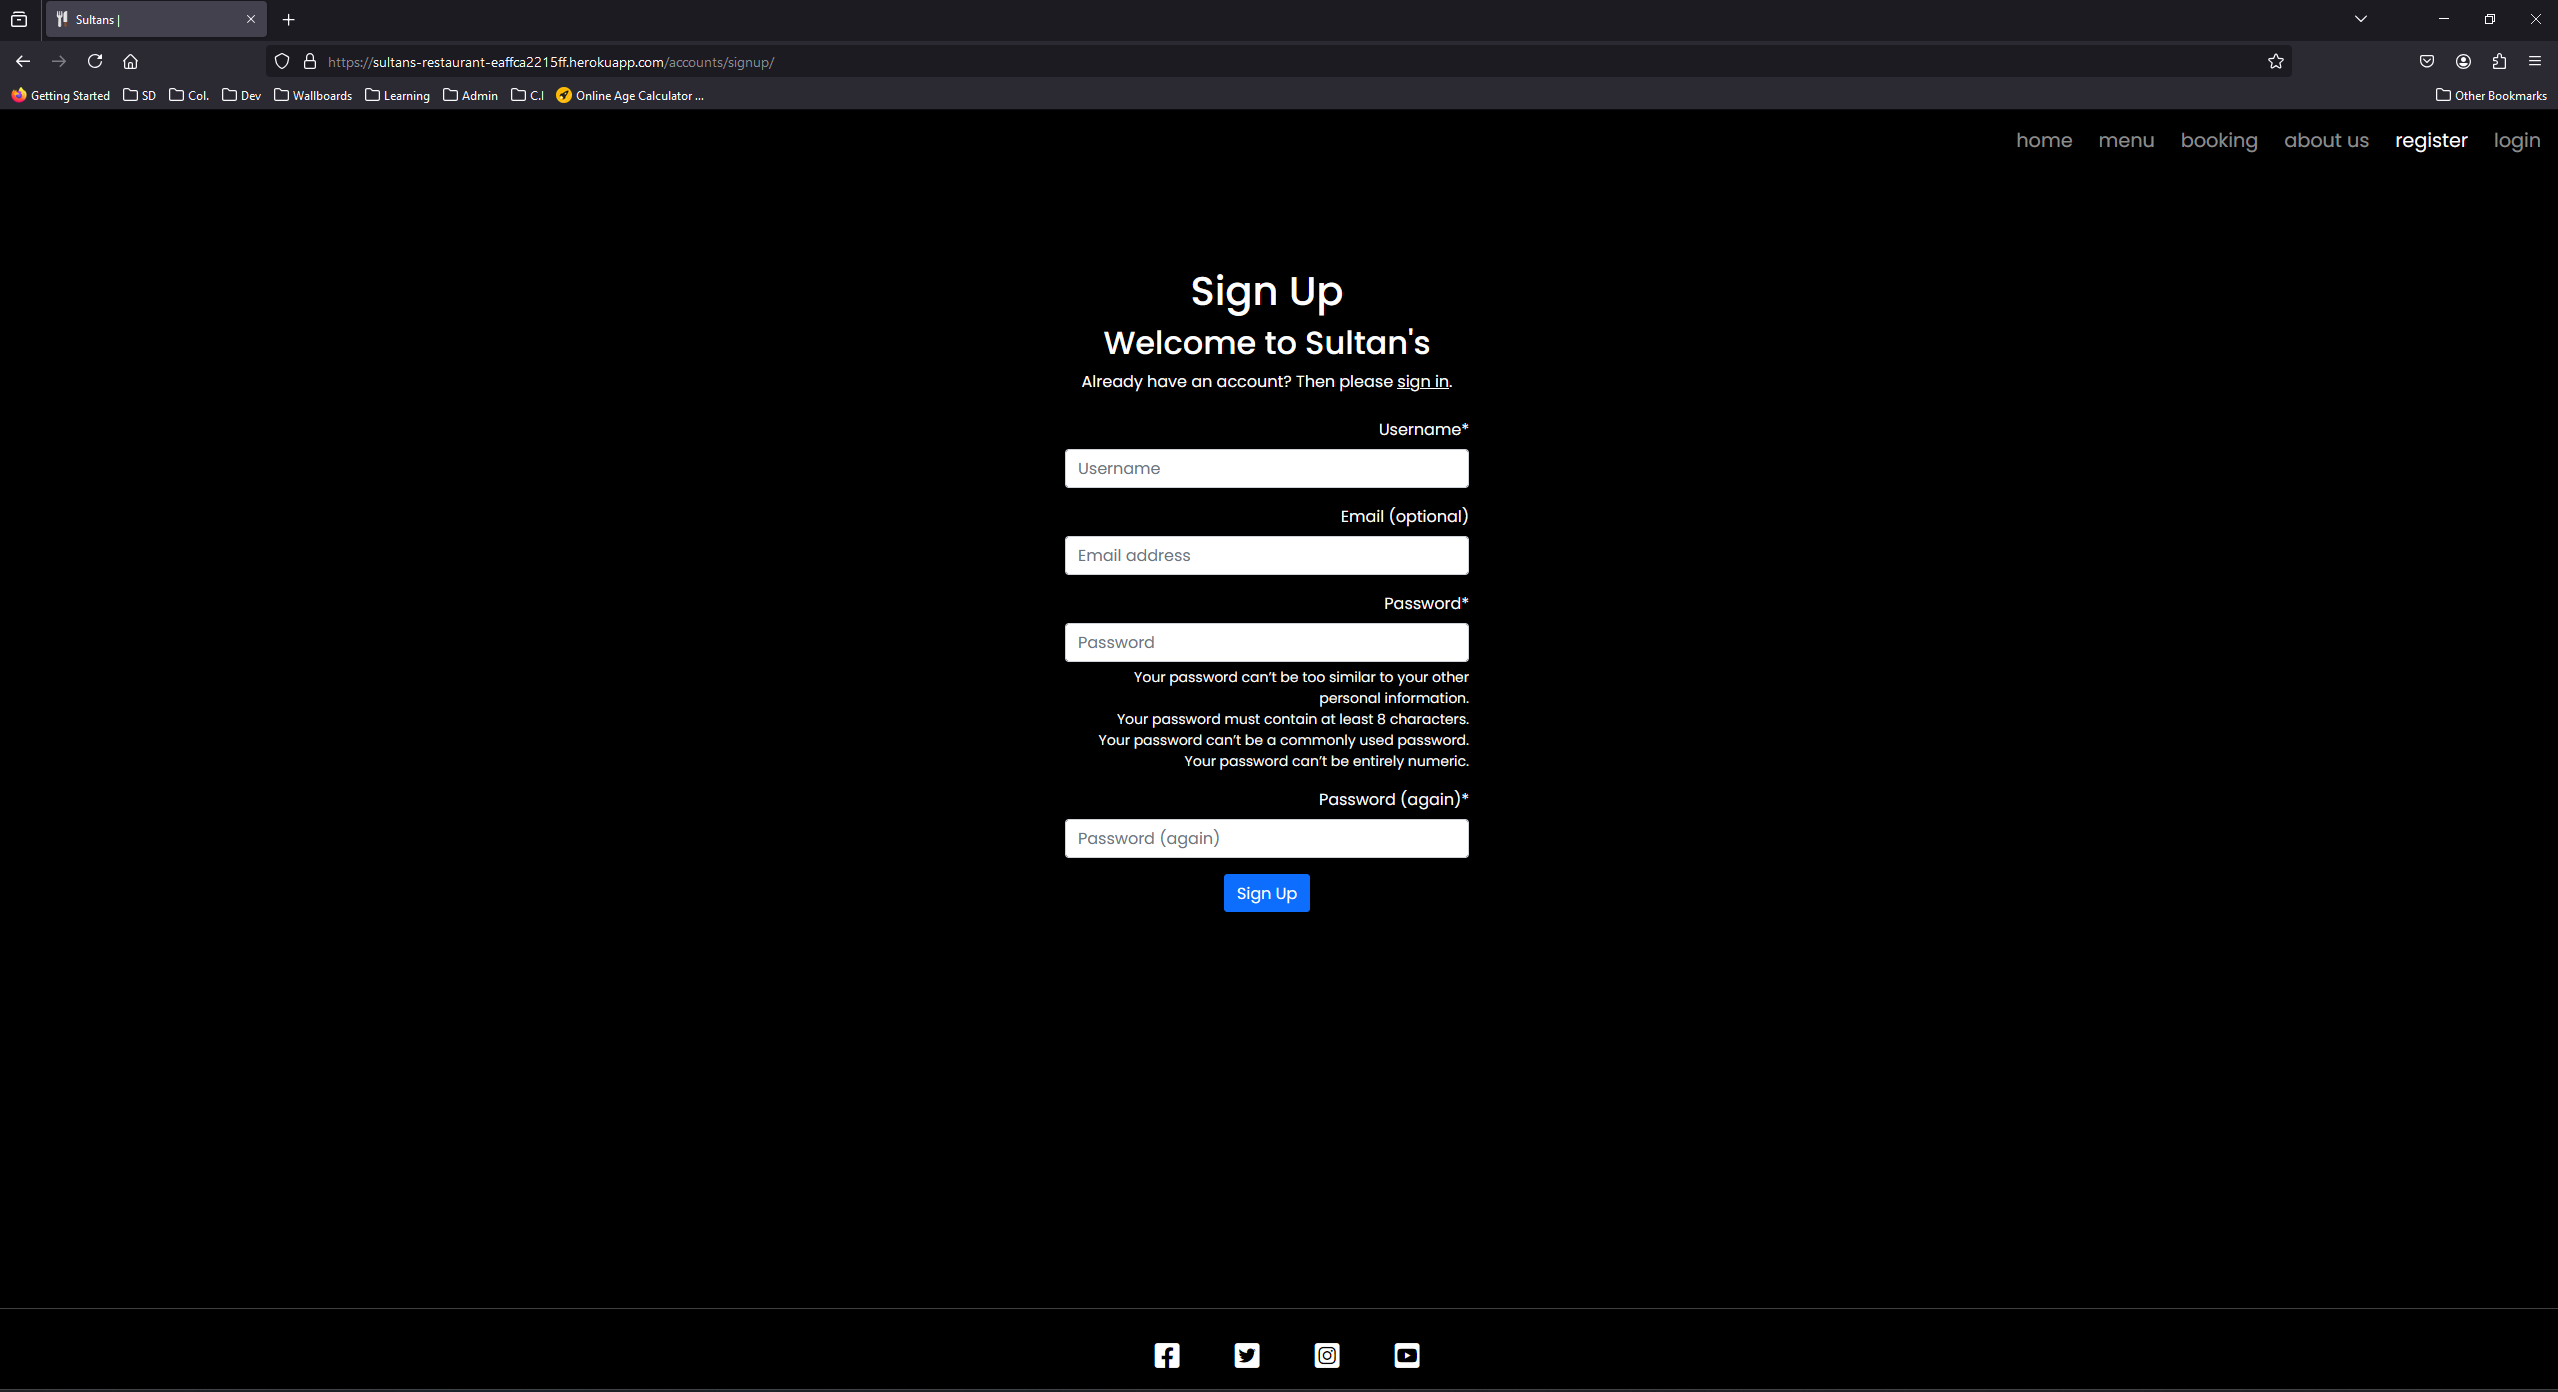 Sultans |
https://sultans-restaurant-eaffca2215ff.herokuapp.com/accounts/signup/
Getting Started SD Col. Dev Wallboards Learning Admin C.I Online Age Calculator ... Other Bookmarks
home menu booking about us register login
Sign Up
Welcome to Sultan's
Already have an account? Then please sign in.
Username*
Username
Email (optional)
Email address
Password*
Password
Your password can’t be too similar to your other
personal information.
Your password must contain at least 8 characters.
Your password can’t be a commonly used password.
Your password can’t be entirely numeric.
Password (again)*
Password (again)
Sign Up